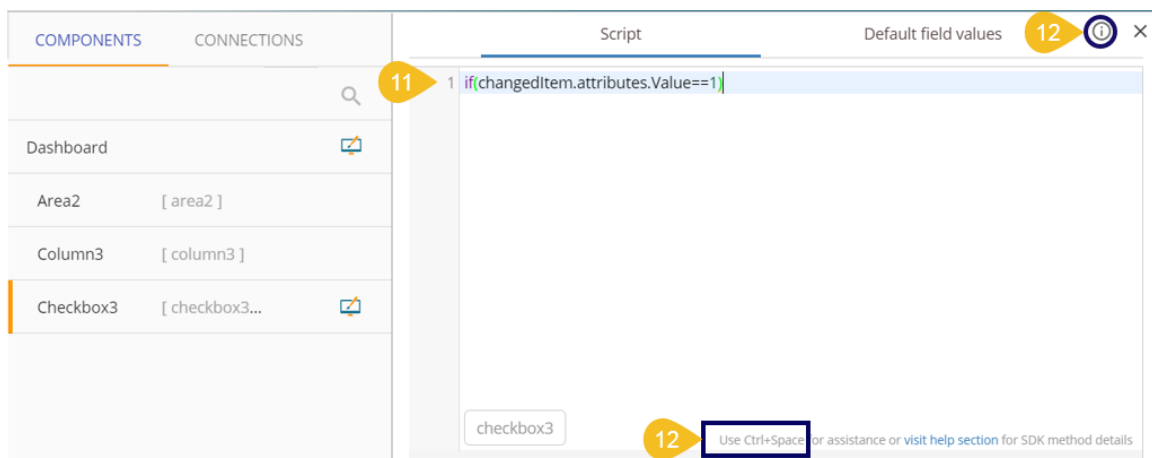 COMPONENTS CONNECTIONS
Script Default field values 12
11 1 if(changedItem.attributes.Value==1)
Dashboard
Area2 [ area2 ]
Column3 [ column3 ]
Checkbox3 [ checkbox3...
checkbox3
12 Use Ctrl+Space for assistance or visit help section for SDK method details